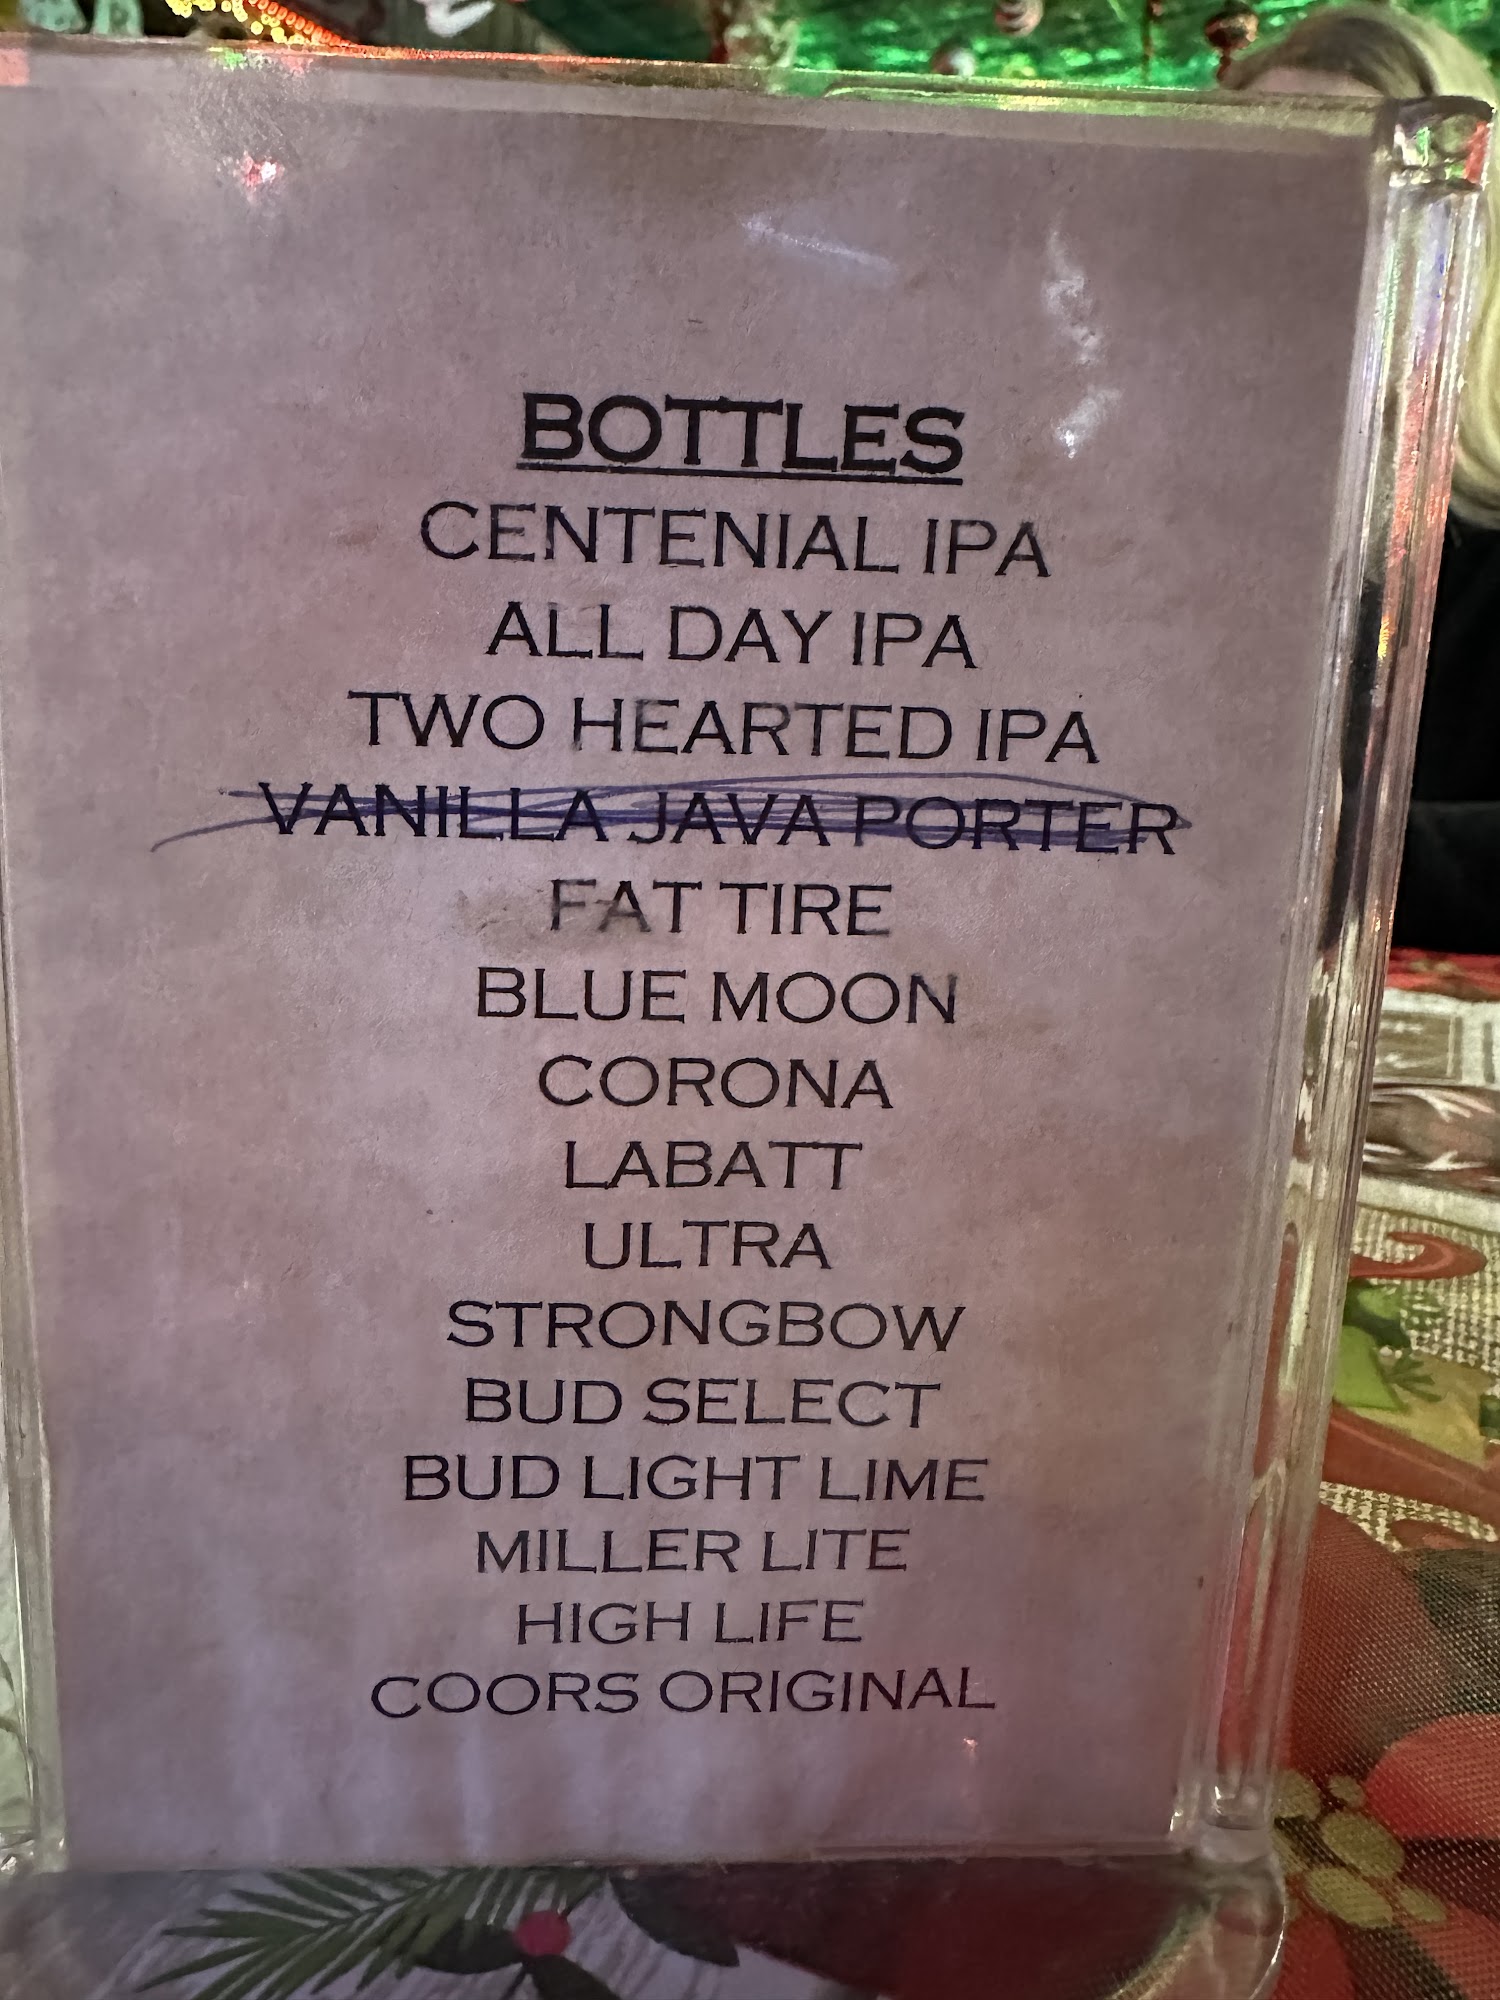 BOTTLES
CENTENIAL IPA
ALL DAY IPA
TWO HEARTED IPA
VANILLA JAVA PORTER
FAT TIRE
BLUE MOON
CORONA
LABATT
ULTRA
STRONGBOW
BUD SELECT
BUD LIGHT LIME
MILLER LITE
HIGH LIFE
COORS ORIGINAL